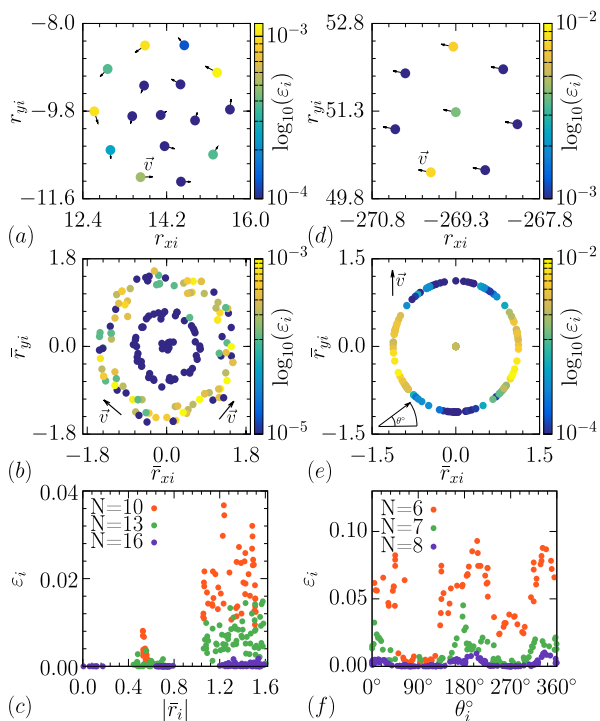 −8.0
−9.8
−11.6
r_yi
12.4 14.2 16.0
r_xi
v⃗
10⁻³
10⁻⁴
log₁₀(ε_i)
(a)
52.8
51.3
49.8
r_yi
−270.8 −269.3 −267.8
r_xi
v⃗
10⁻²
10⁻³
log₁₀(ε_i)
(d)
1.8
0.0
−1.8
r̄_yi
−1.8 0.0 1.8
r̄_xi
v⃗ v⃗
10⁻³
10⁻⁵
log₁₀(ε_i)
(b)
1.5
0.0
−1.5
r̄_yi
−1.5 0.0 1.5
r̄_xi
v⃗
θ°
10⁻²
10⁻⁴
log₁₀(ε_i)
(e)
0.04
0.02
0.00
ε_i
N=10
N=13
N=16
0.0 0.4 0.8 1.2 1.6
|r̄_i|
(c)
0.10
0.05
0.00
ε_i
N=6
N=7
N=8
0° 90° 180° 270° 360°
θ_i°
(f)